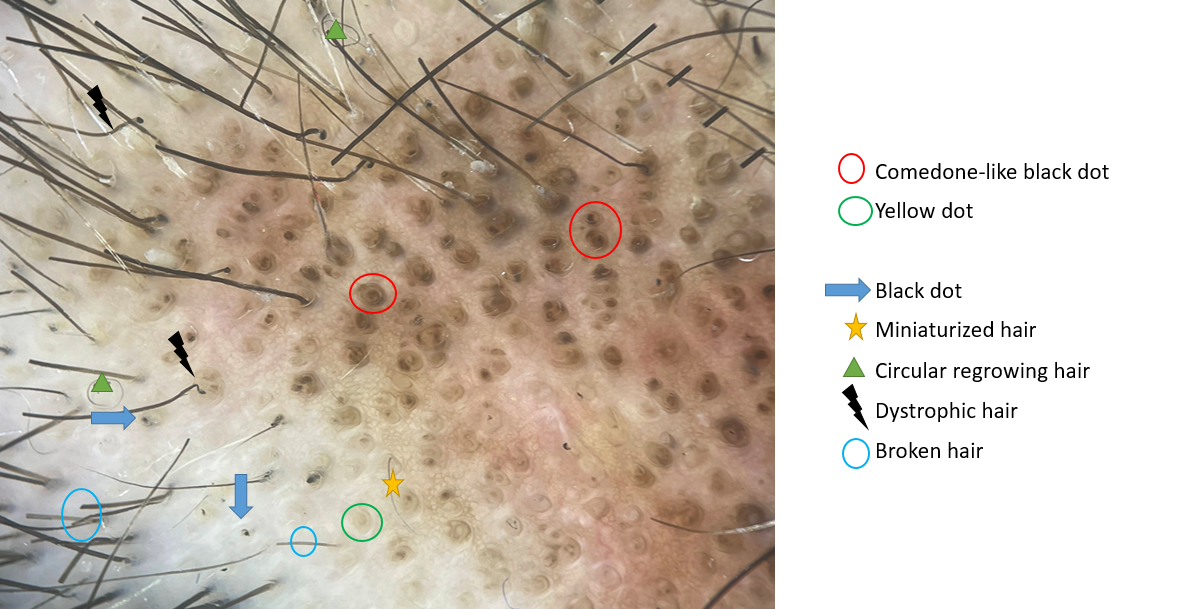 Comedone-like black dot
Yellow dot
Black dot
Miniaturized hair
Circular regrowing hair
Dystrophic hair
Broken hair